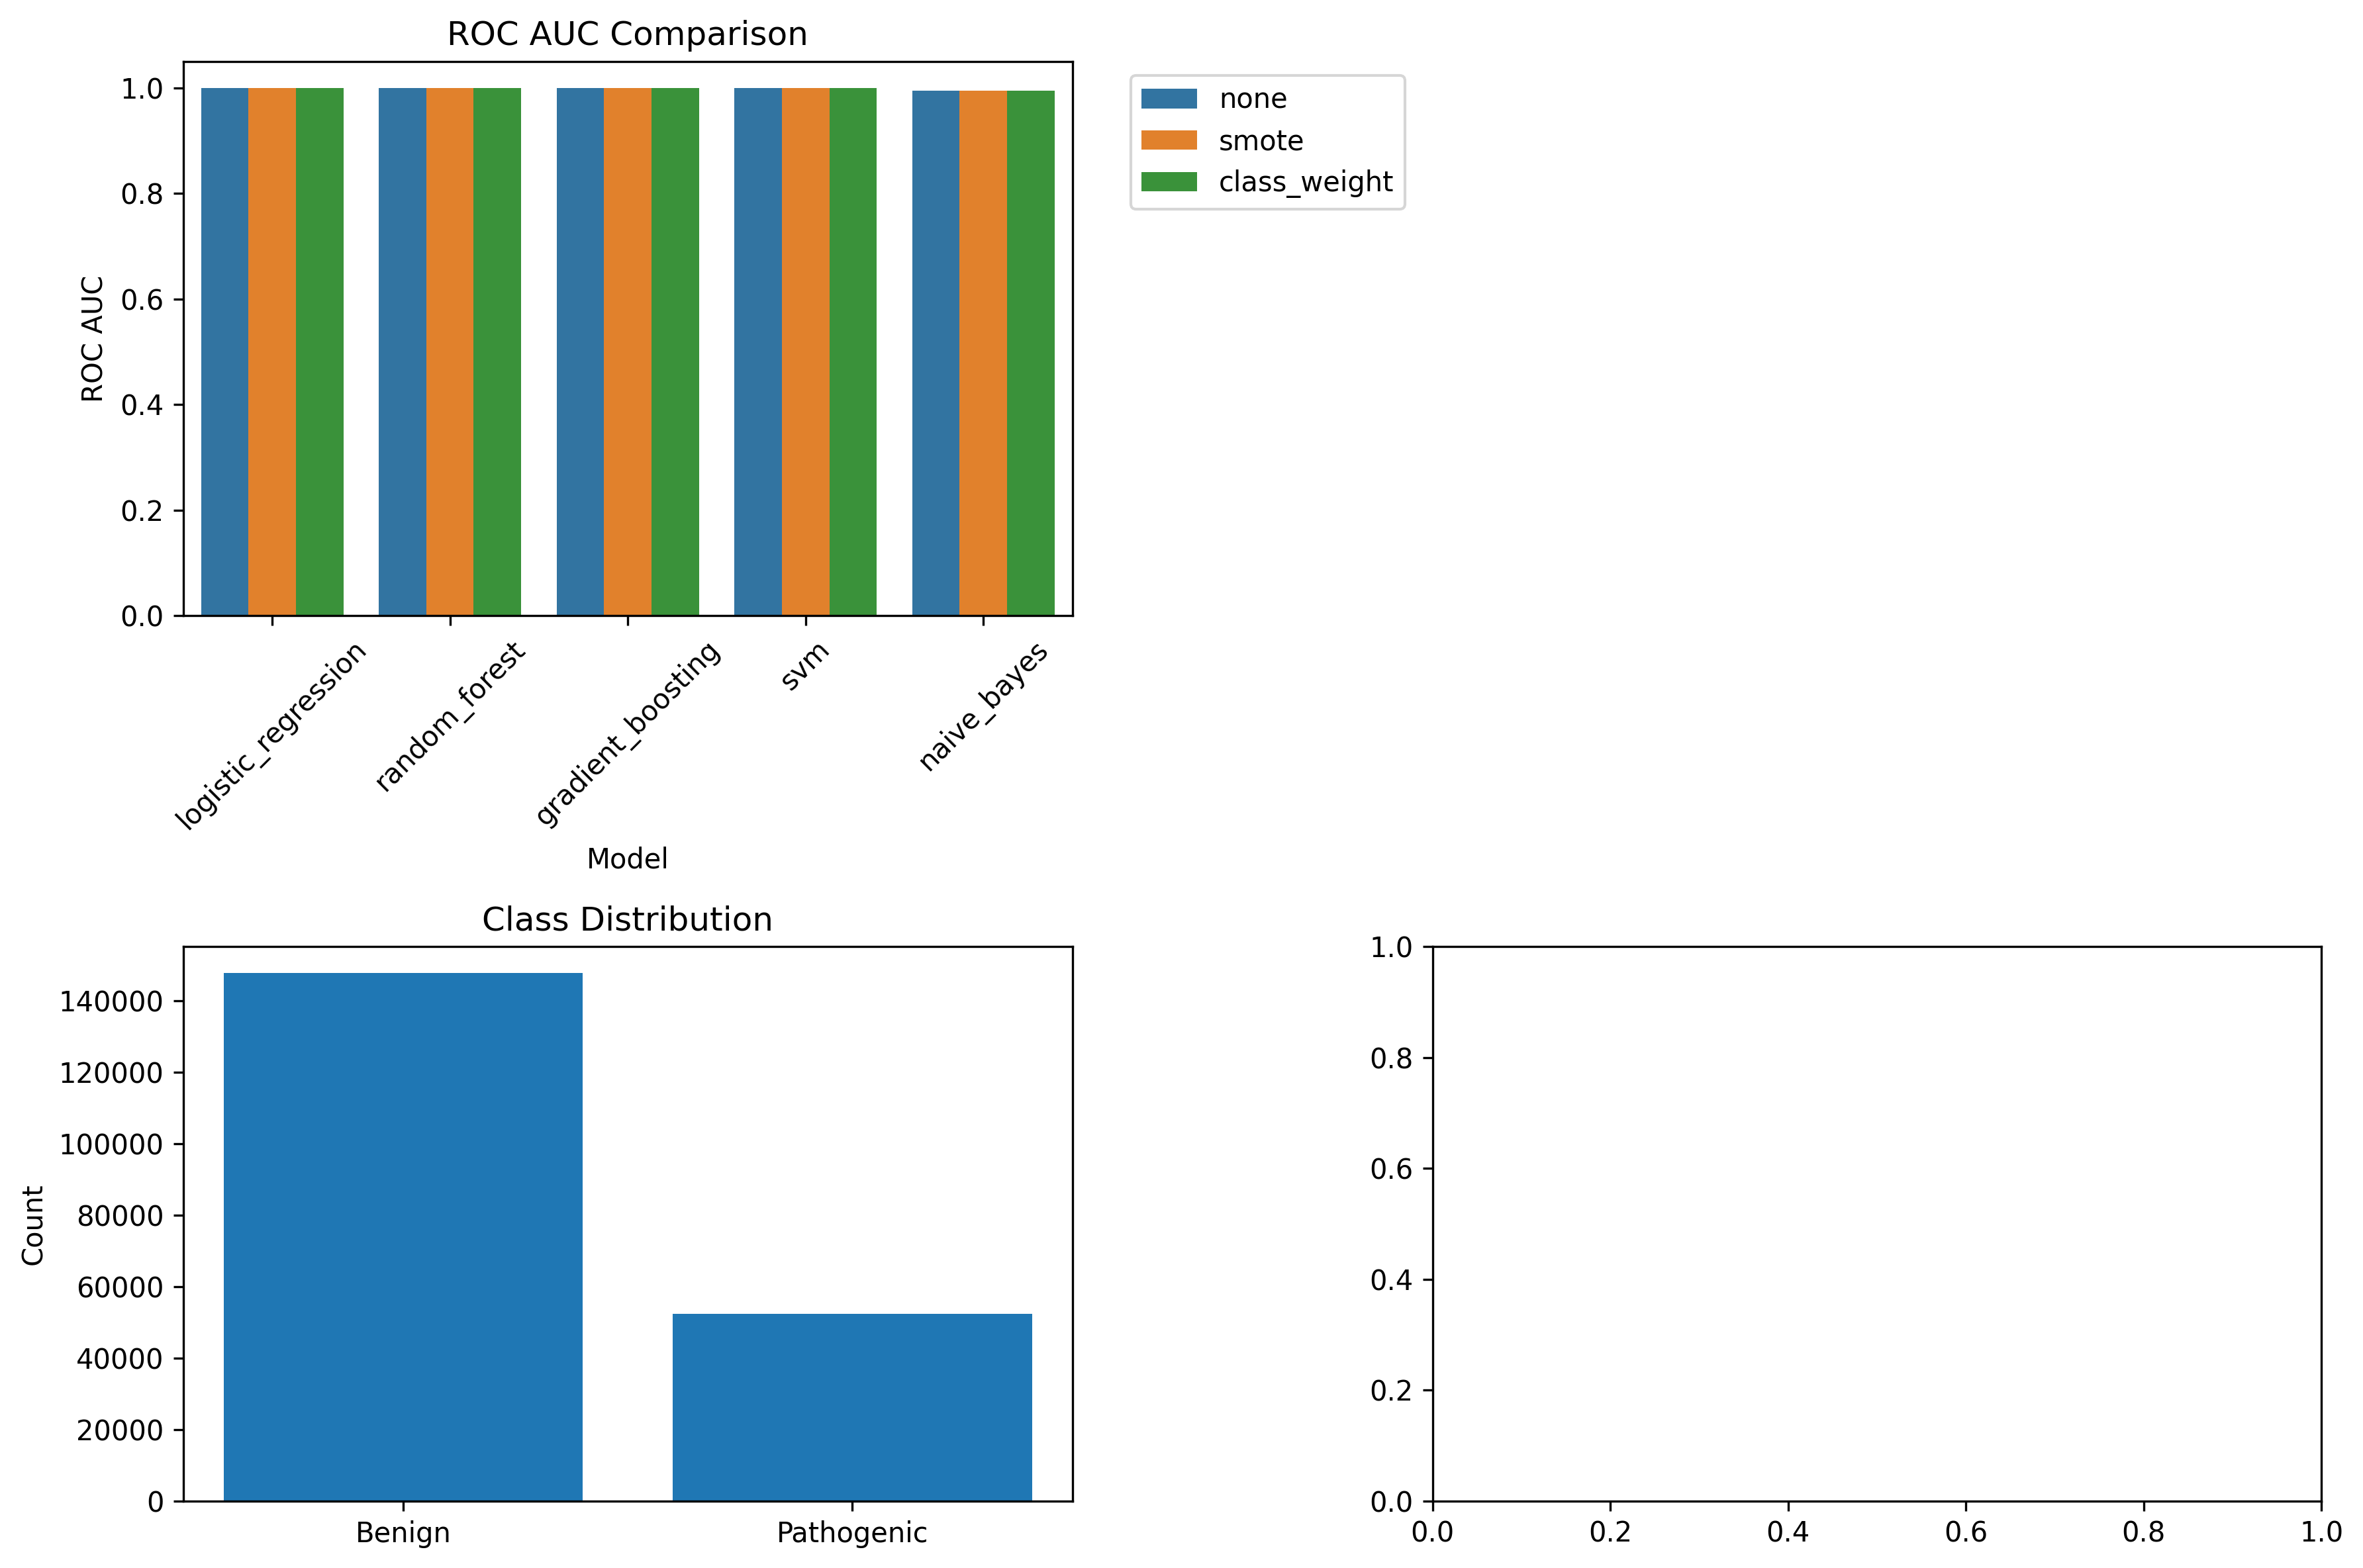 ROC AUC Comparison
1.0
0.8
0.6
0.4
0.2
0.0
ROC AUC
logistic_regression
random_forest
gradient_boosting
svm
naive_bayes
Model
none
smote
class_weight
Class Distribution
140000
120000
100000
80000
60000
40000
20000
0
Count
Benign
Pathogenic
1.0
0.8
0.6
0.4
0.2
0.0
0.0 0.2 0.4 0.6 0.8 1.0